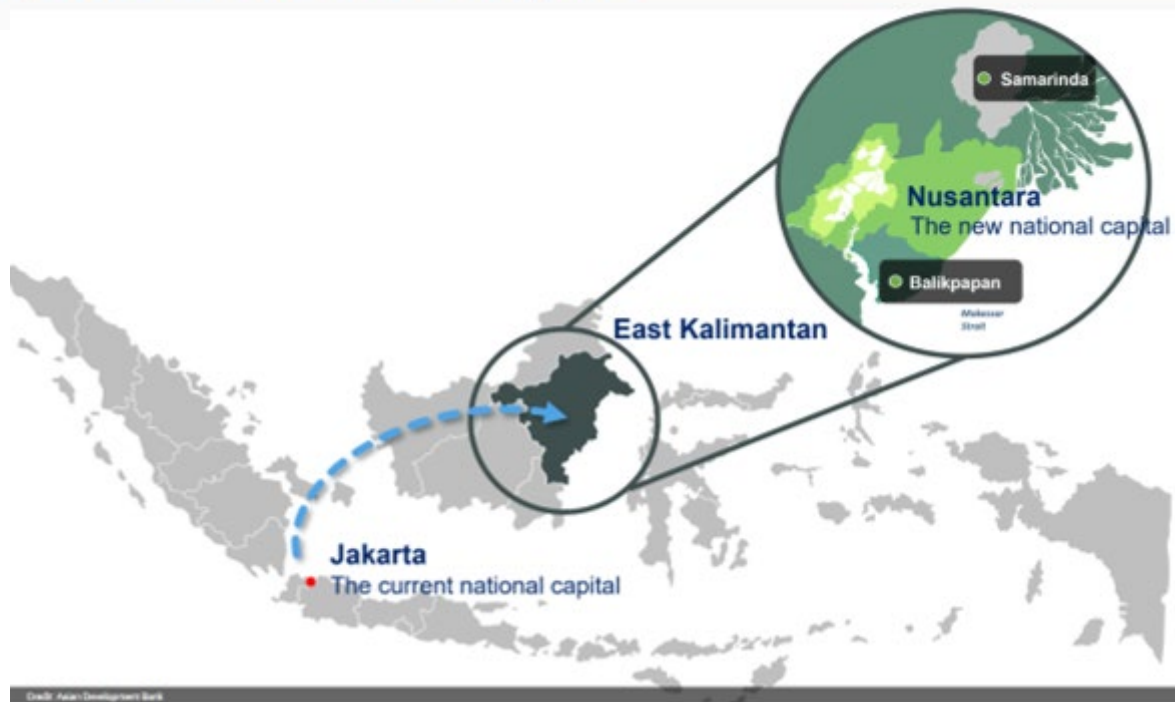 Samarinda
Nusantara
The new national capital
Balikpapan
Makassar
Strait
East Kalimantan
Jakarta
The current national capital
Credit: Asian Development Bank